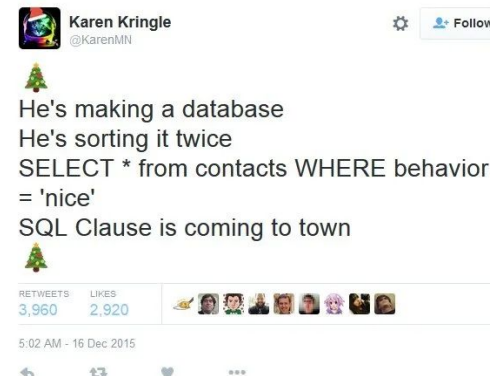 Karen Kringle
@KarenMN
Follow
He's making a database
He's sorting it twice
SELECT * from contacts WHERE behavior
= 'nice'
SQL Clause is coming to town
RETWEETS LIKES
3,960 2,920
5:02 AM - 16 Dec 2015